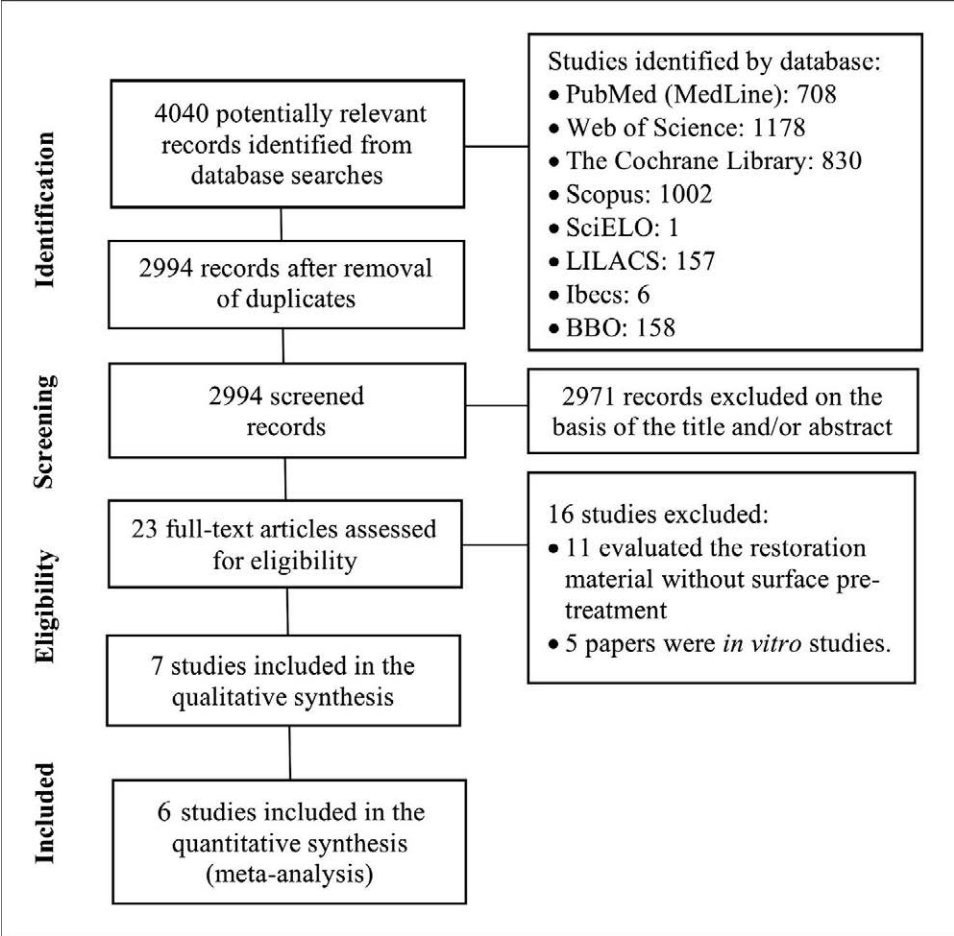 Identification
4040 potentially relevant
records identified from
database searches
Studies identified by database:
• PubMed (MedLine): 708
• Web of Science: 1178
• The Cochrane Library: 830
• Scopus: 1002
• SciELO: 1
• LILACS: 157
• Ibecs: 6
• BBO: 158
2994 records after removal
of duplicates
Screening
2994 screened
records
2971 records excluded on the
basis of the title and/or abstract
Eligibility
23 full-text articles assessed
for eligibility
16 studies excluded:
• 11 evaluated the restoration
material without surface pre-
treatment
• 5 papers were in vitro studies.
7 studies included in the
qualitative synthesis
Included
6 studies included in the
quantitative synthesis
(meta-analysis)